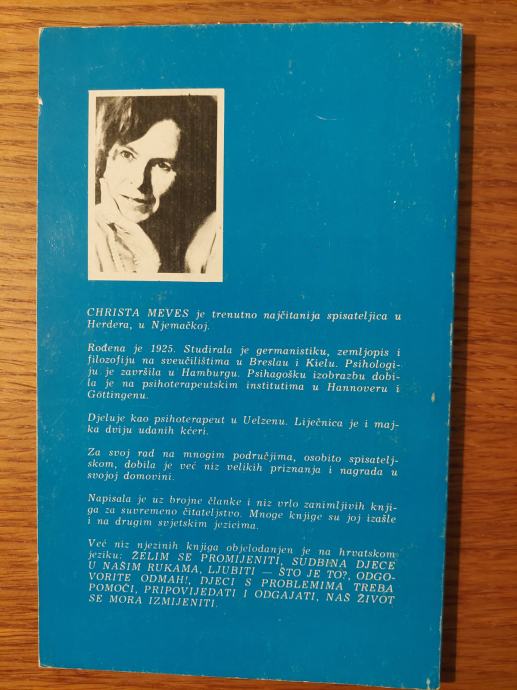 CHRISTA MEVES je trenutno najčitanija spisateljica u
Herdera, u Njemačkoj.
Rođena je 1925. Studirala je germanistiku, zemljopis i
filozofiju na sveučilištima u Breslau i Kielu. Psihologi-
ju je završila u Hamburgu. Psihagošku izobrazbu dobi-
la je na psihoterapeutskim institutima u Hannoveru i
Göttingenu.
Djeluje kao psihoterapeut u Uelzenu. Liječnica je i maj-
ka dviju udanih kćeri.
Za svoj rad na mnogim područjima, osobito spisatelj-
skom, dobila je već niz velikih priznanja i nagrada u
svojoj domovini.
Napisala je uz brojne članke i niz vrlo zanimljivih knji-
ga za suvremeno čitateljstvo. Mnoge knjige su joj izašle
i na drugim svjetskim jezicima.
Već niz njezinih knjiga objelodanjen je na hrvatskom
jeziku: ŽELIM SE PROMIJENITI, SUDBINA DJECE
U NAŠIM RUKAMA, LJUBITI — ŠTO JE TO?, ODGO-
VORITE ODMAH!, DJECI S PROBLEMIMA TREBA
POMOĆI, PRIPOVIJEDATI I ODGAJATI, NAŠ ŽIVOT
SE MORA IZMIJENITI.